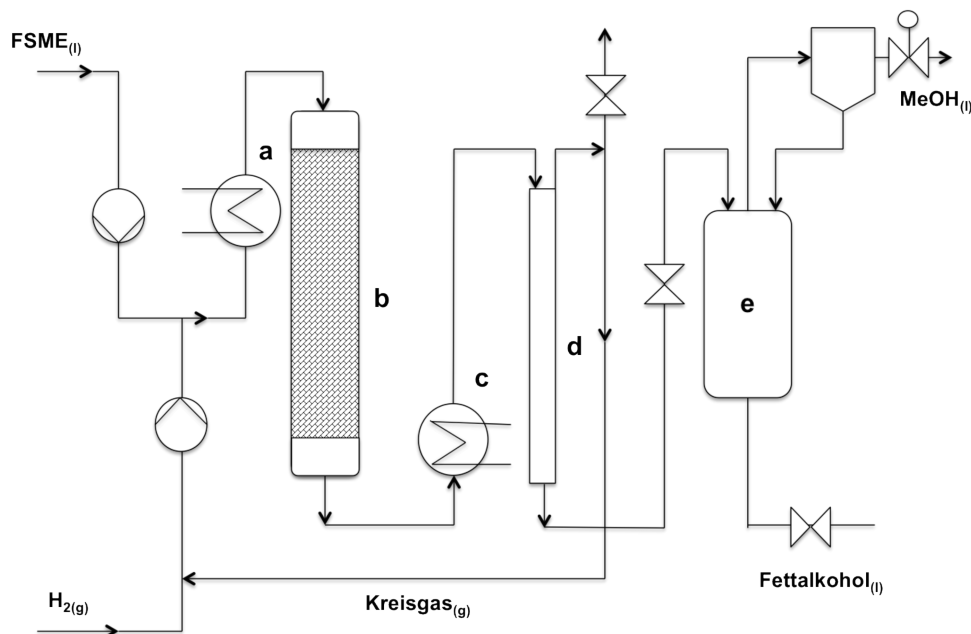 FSME(l)
MeOH(l)
a
b
c
d
e
Kreisgas(g)
Fettalkohol(l)
H2(g)